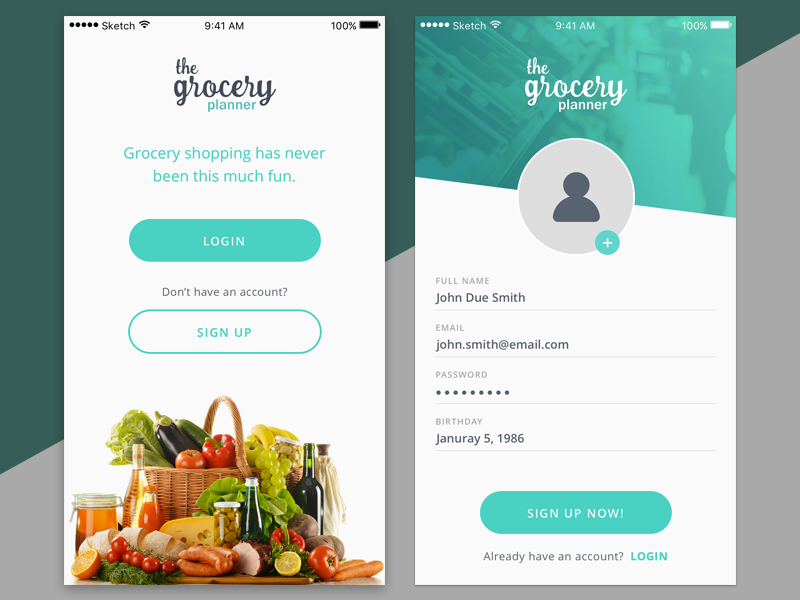 Sketch 9:41 AM 100%
the
grocery
planner
Grocery shopping has never
been this much fun.
LOGIN
Don't have an account?
SIGN UP
Sketch 9:41 AM 100%
the
grocery
planner
+
FULL NAME
John Due Smith
EMAIL
john.smith@email.com
PASSWORD
BIRTHDAY
Januray 5, 1986
SIGN UP NOW!
Already have an account? LOGIN